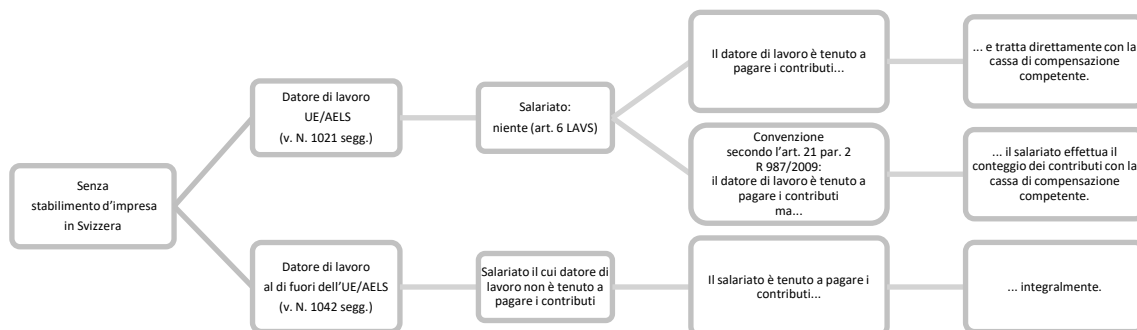 Senza
stabilimento d'impresa
in Svizzera
Datore di lavoro
UE/AELS
(v. N. 1021 segg.)
Salariato:
niente (art. 6 LAVS)
Il datore di lavoro è tenuto a
pagare i contributi...
... e tratta direttamente con la
cassa di compensazione
competente.
Convenzione
secondo l'art. 21 par. 2
R 987/2009:
il datore di lavoro è tenuto a
pagare i contributi
ma...
... il salariato effettua il
conteggio dei contributi con la
cassa di compensazione
competente.
Datore di lavoro
al di fuori dell'UE/AELS
(v. N. 1042 segg.)
Salariato il cui datore di
lavoro non è tenuto a
pagare i contributi
Il salariato è tenuto a pagare i
contributi...
... integralmente.